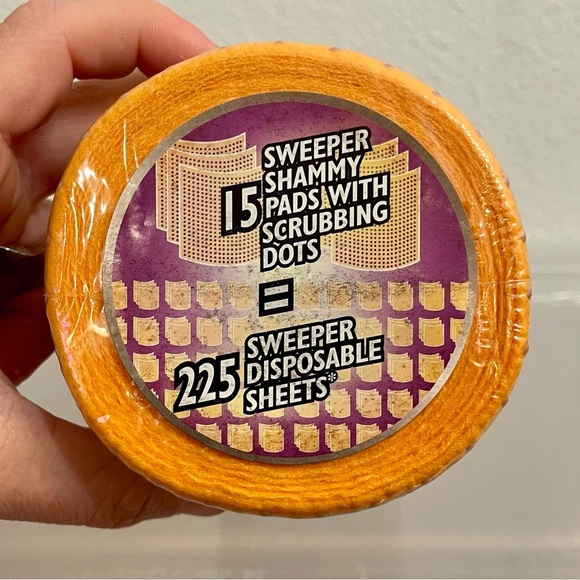 15 SWEEPER
SHAMMY
PADS WITH
SCRUBBING
DOTS
=
225 SWEEPER
DISPOSABLE
SHEETS*